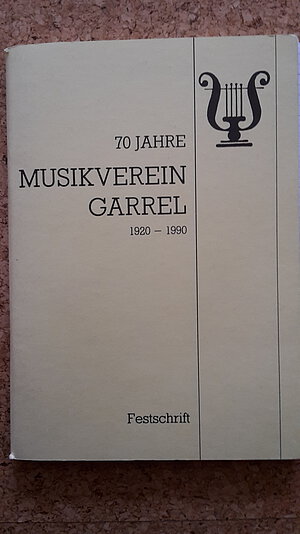 70 JAHRE
MUSIKVEREIN
GARREL
1920 – 1990
Festschrift